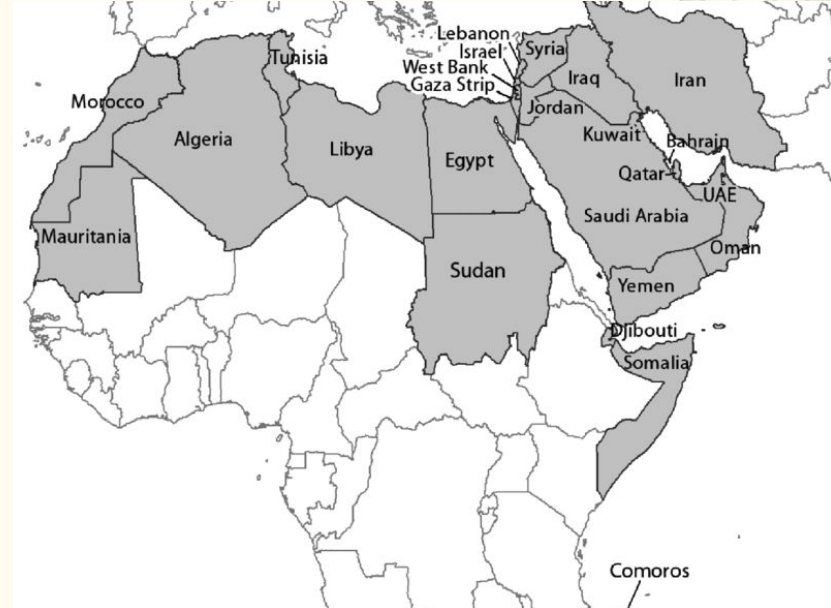 Lebanon
Israel
Syria
Tunisia
West Bank
Iraq
Iran
Gaza Strip
Morocco
Jordan
Algeria
Kuwait
Libya
Bahrain
Egypt
Qatar
UAE
Saudi Arabia
Mauritania
Oman
Sudan
Yemen
Djibouti
Somalia
Comoros